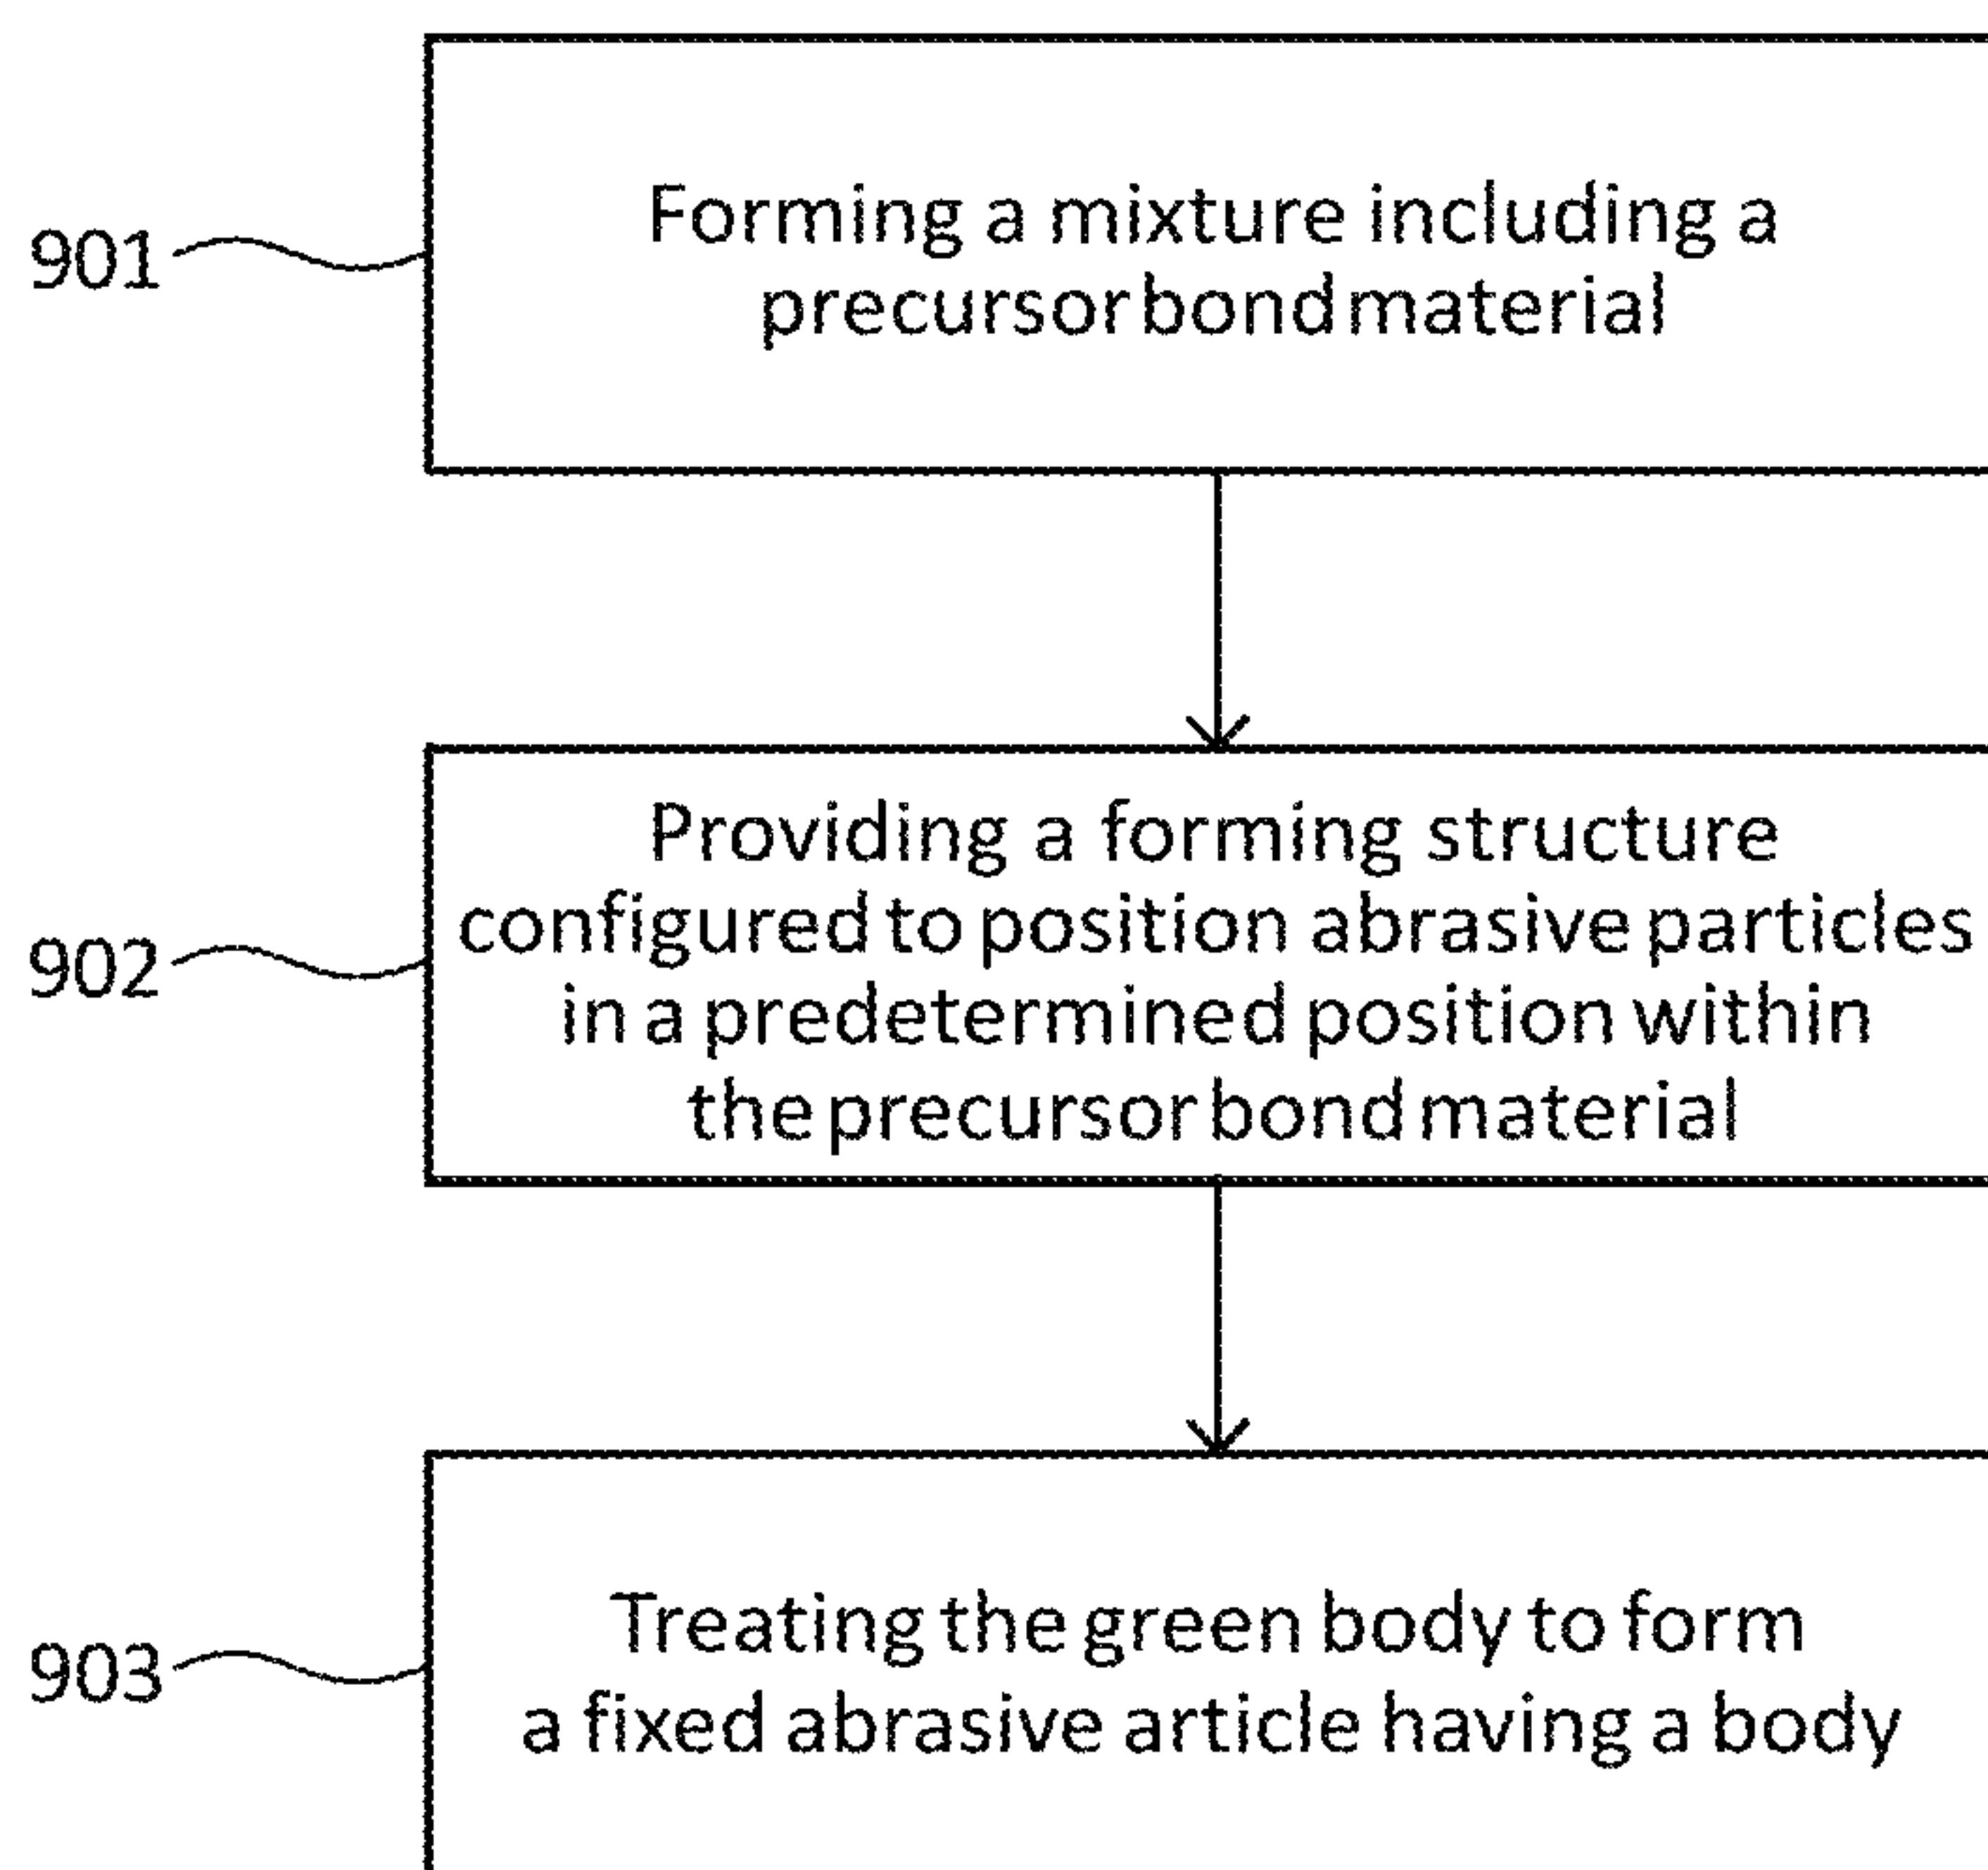 901
Forming a mixture including a
precursor bond material
902
Providing a forming structure
configured to position abrasive particles
in a predetermined position within
the precursor bond material
903
Treating the green body to form
a fixed abrasive article having a body